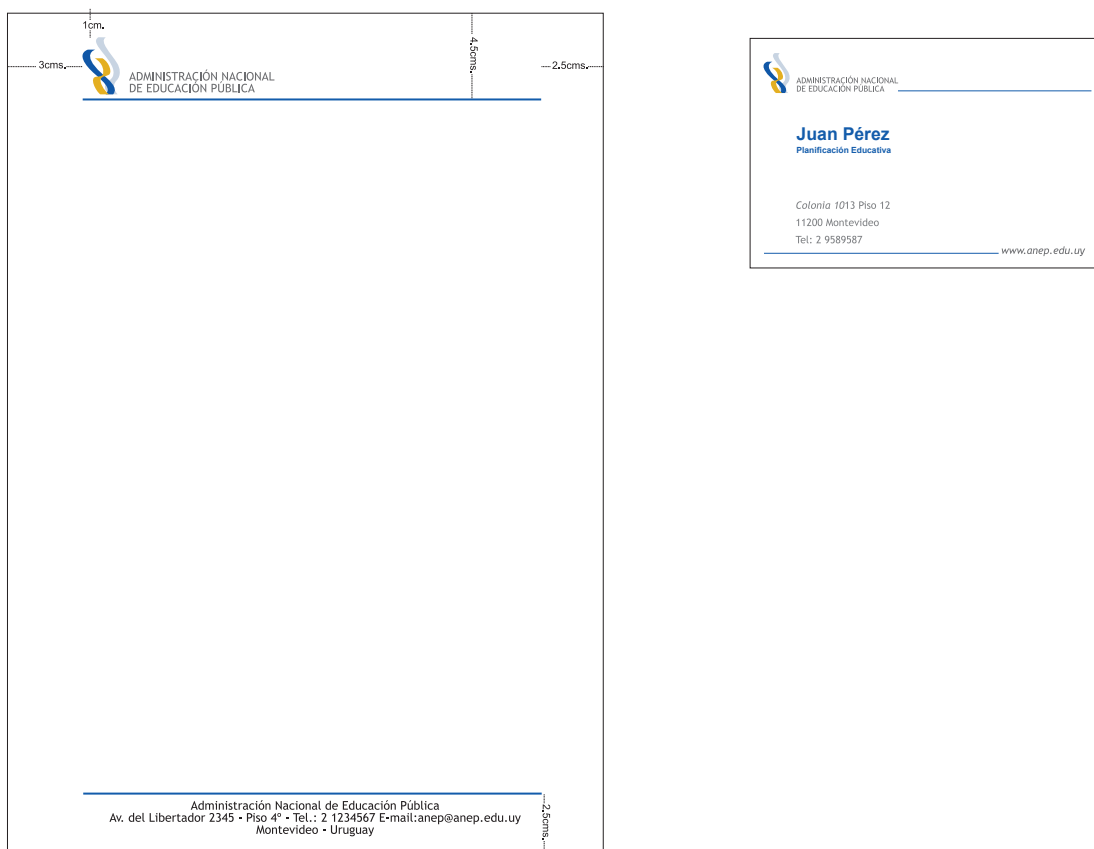 1cm.
4.5cms.
3cms.
2.5cms.
ADMINISTRAÇIÓN NACIONAL
DE EDUCACIÓN PÚBLICA
Administración Nacional de Educación Pública
Av. del Libertador 2345 - Piso 4º - Tel.: 2 1234567 E-mail:anep@anep.edu.uy
Montevideo - Uruguay
2.5cms.
ADMINISTRACIÓN NACIONAL
DE EDUCACIÓN PÚBLICA
Juan Pérez
Planificación Educativa
Colonia 1013 Piso 12
11200 Montevideo
Tel: 2 9589587
www.anep.edu.uy